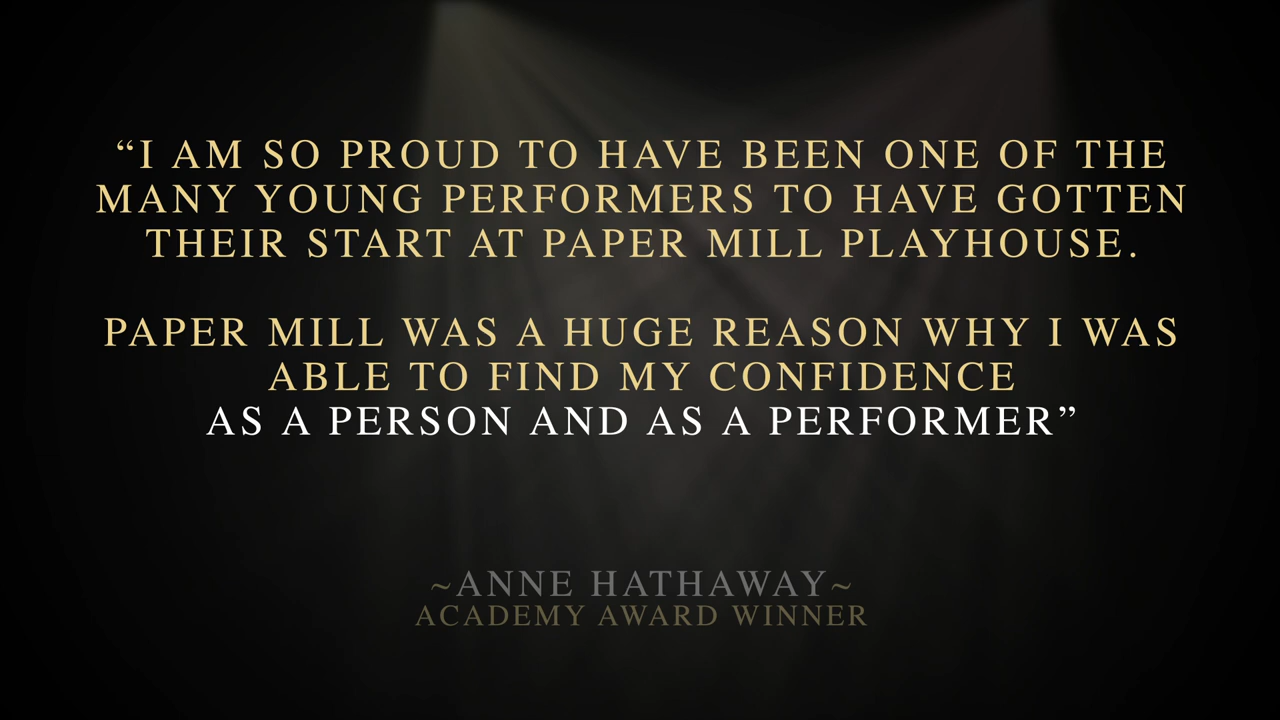 “I AM SO PROUD TO HAVE BEEN ONE OF THE
MANY YOUNG PERFORMERS TO HAVE GOTTEN
THEIR START AT PAPER MILL PLAYHOUSE.
PAPER MILL WAS A HUGE REASON WHY I WAS
ABLE TO FIND MY CONFIDENCE
AS A PERSON AND AS A PERFORMER”
~ANNE HATHAWAY~
ACADEMY AWARD WINNER